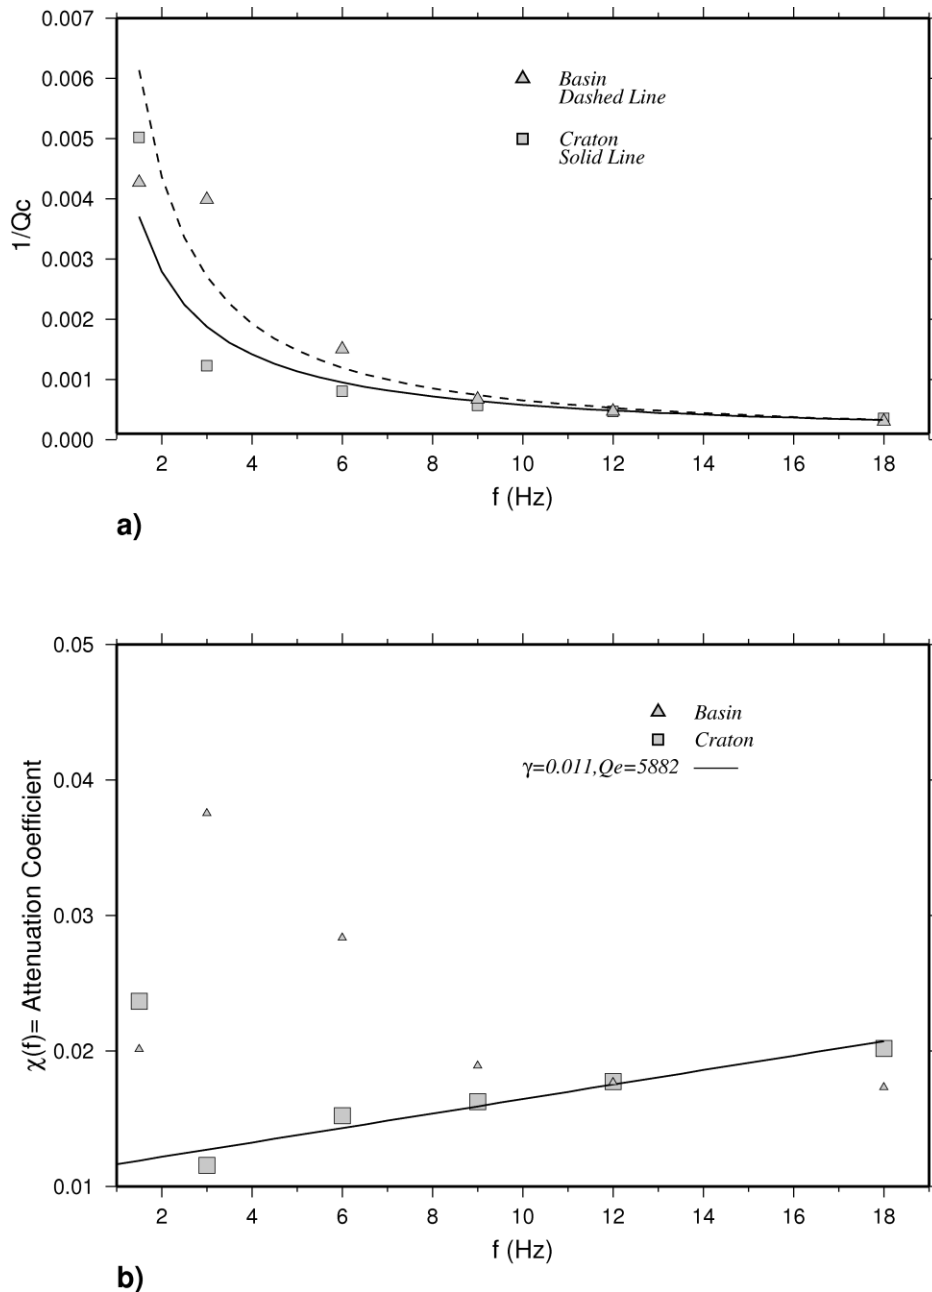 0.007
0.006
0.005
0.004
0.003
0.002
0.001
0.000
1/Qc
Basin
Dashed Line
Craton
Solid Line
2 4 6 8 10 12 14 16 18
f (Hz)
a)
0.05
0.04
0.03
0.02
0.01
χ(f)= Attenuation Coefficient
Basin
Craton
γ=0.011,Qe=5882
2 4 6 8 10 12 14 16 18
f (Hz)
b)